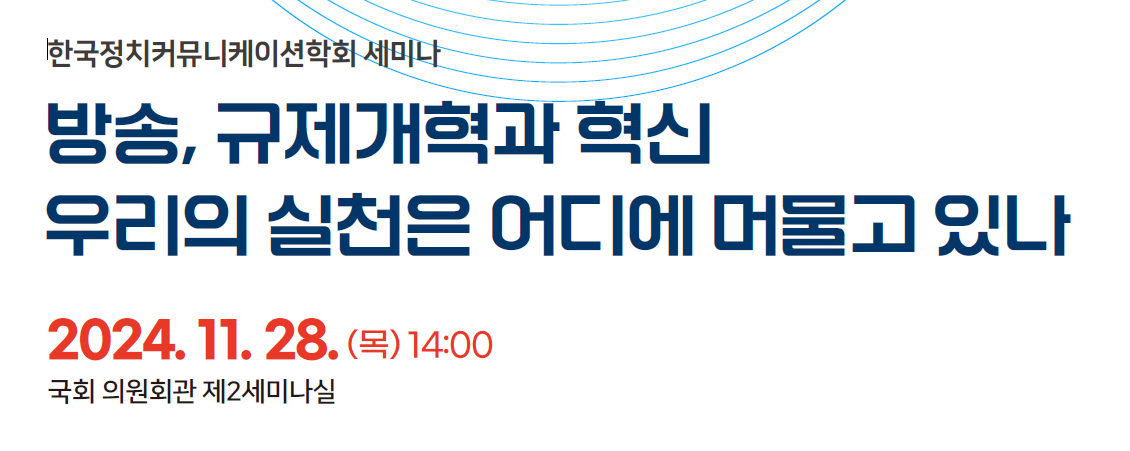 한국정치커뮤니케이션학회 세미나
방송, 규제개혁과 혁신
우리의 실천은 어디에 머물고 있나
2024. 11. 28. (목) 14:00
국회 의원회관 제2세미나실